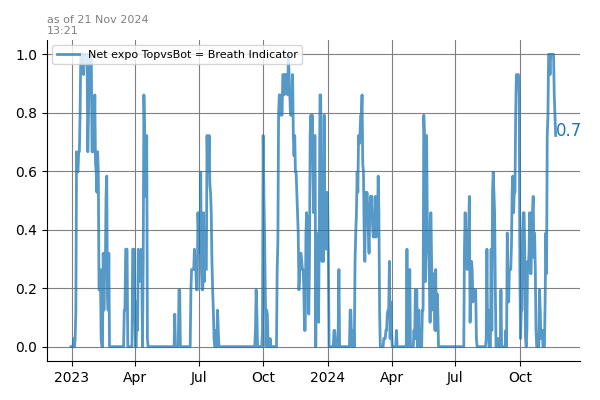 as of 21 Nov 2024
13:21
Net expo TopvsBot = Breath Indicator
1.0
0.8
0.7
0.6
0.4
0.2
0.0
2023 Apr Jul Oct 2024 Apr Jul Oct